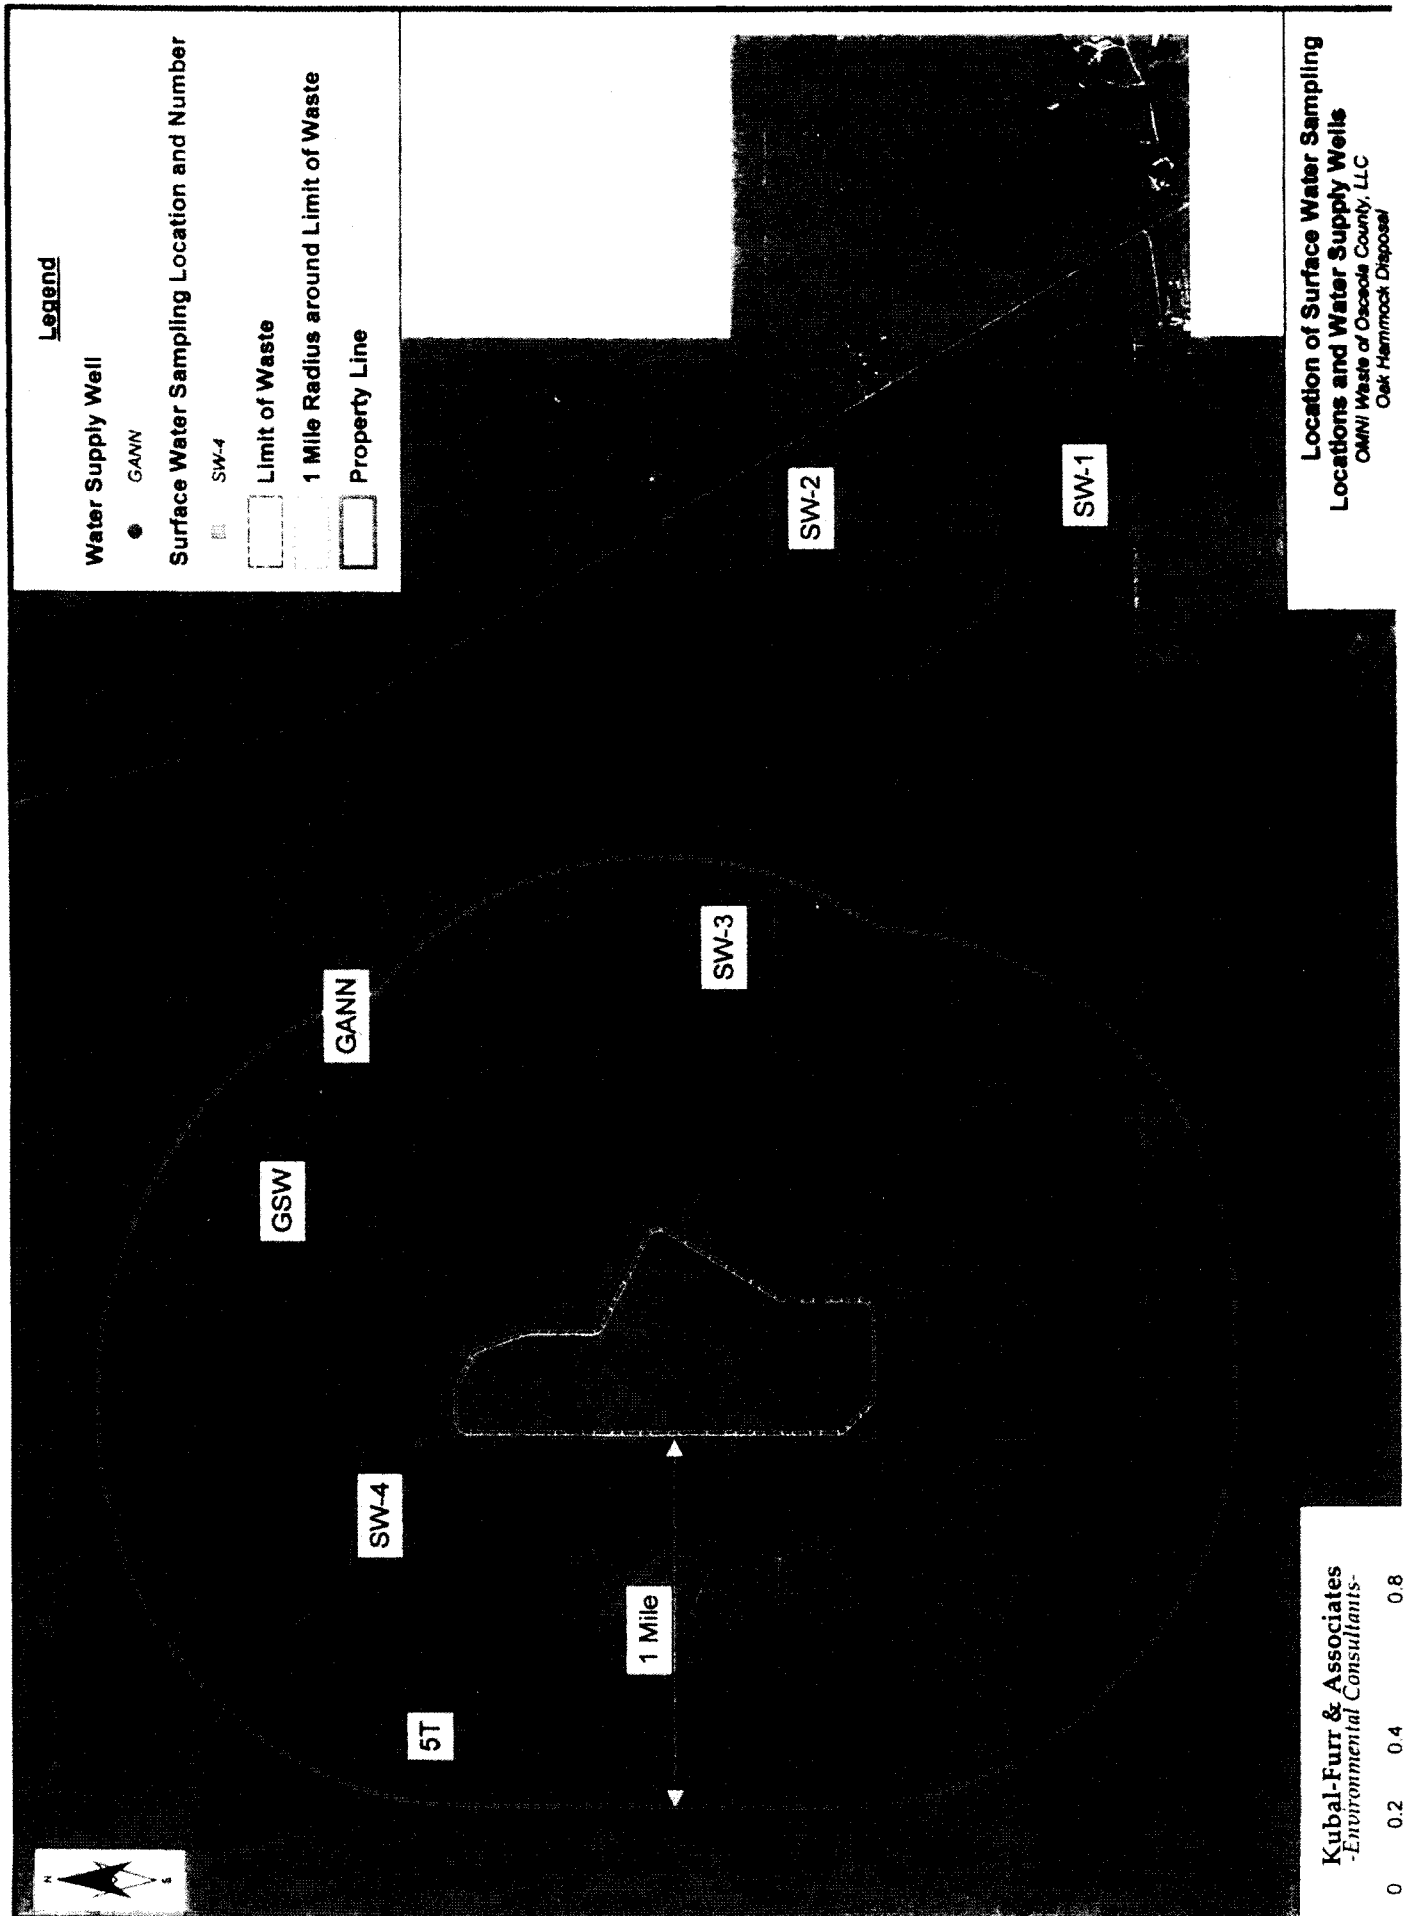 N
S
Legend
Water Supply Well
GANN
Surface Water Sampling Location and Number
SW-4
Limit of Waste
1 Mile Radius around Limit of Waste
Property Line
GANN
GSW
SW-4
5T
1 Mile
SW-3
SW-2
SW-1
Kubal-Furr & Associates
-Environmental Consultants-
0 0.2 0.4 0.8
Location of Surface Water Sampling
Locations and Water Supply Wells
OMNI Waste of Osceola County, LLC
Oak Hammock Disposal